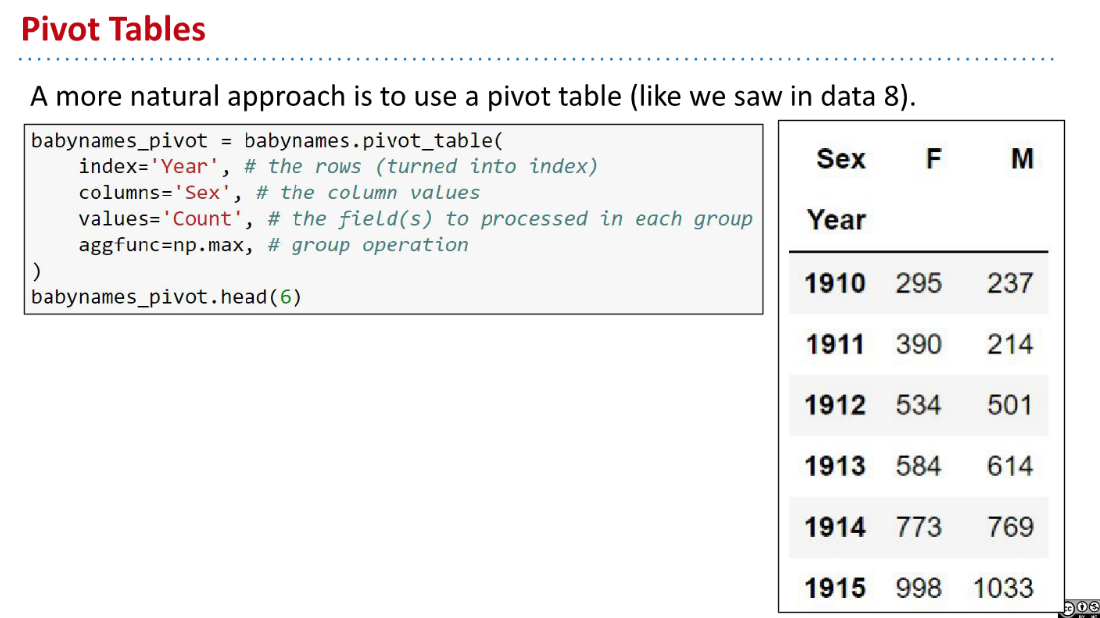 Pivot Tables
A more natural approach is to use a pivot table (like we saw in data 8).
babynames_pivot = babynames.pivot_table(
    index='Year', # the rows (turned into index)
    columns='Sex', # the column values
    values='Count', # the field(s) to processed in each group
    aggfunc=np.max, # group operation
)
babynames_pivot.head(6)
Sex F M
Year
1910 295 237
1911 390 214
1912 534 501
1913 584 614
1914 773 769
1915 998 1033